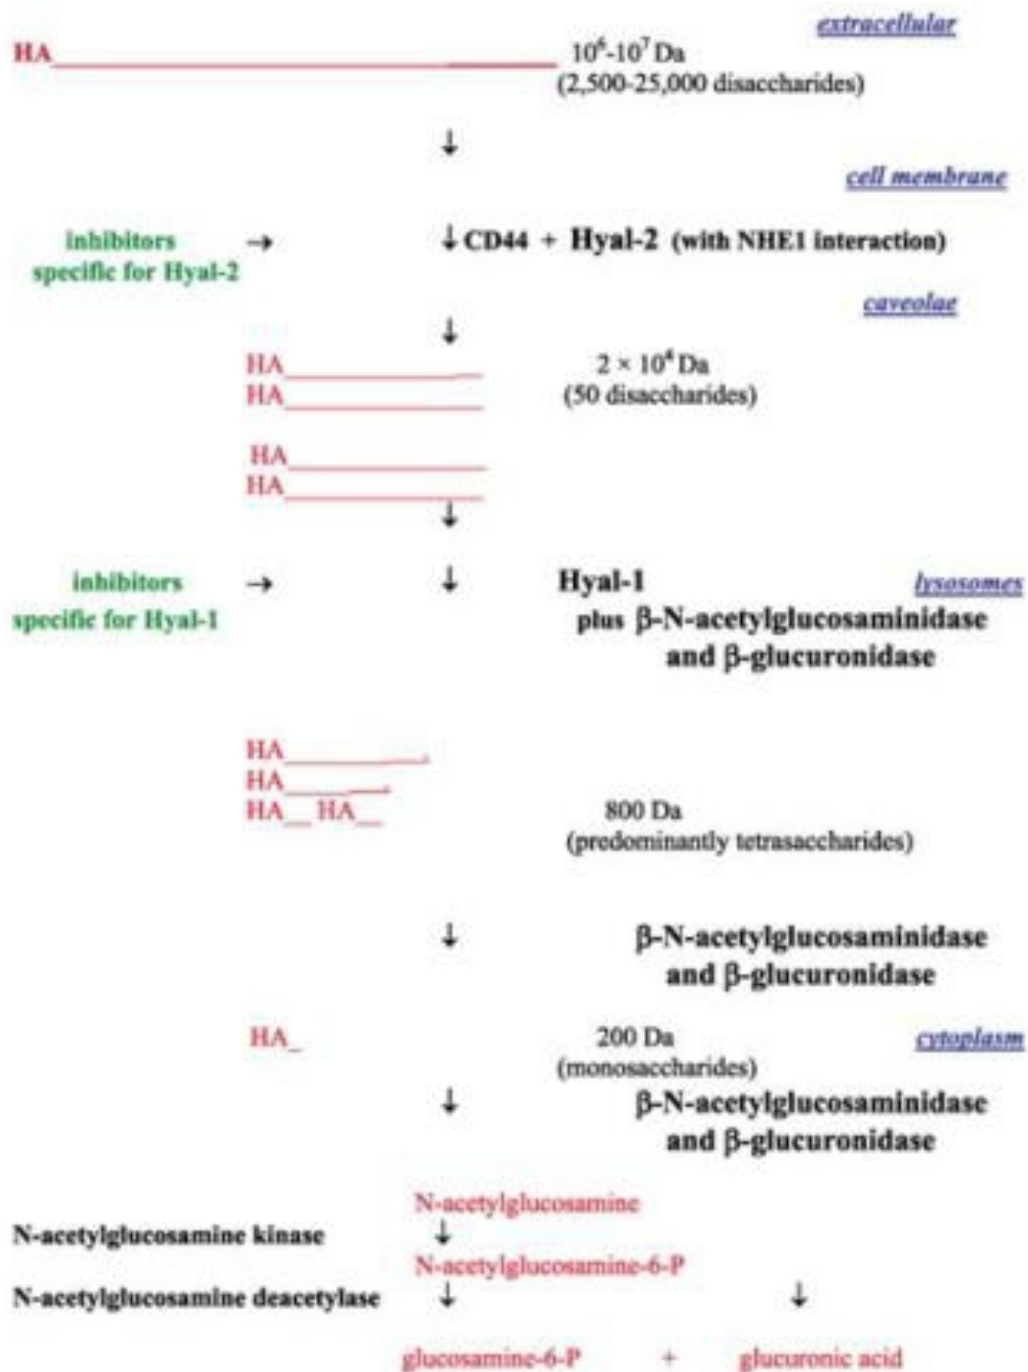 extracellular
HA 10⁶-10⁷ Da
(2,500-25,000 disaccharides)
↓
cell membrane
inhibitors → ↓ CD44 + Hyal-2 (with NHE1 interaction)
specific for Hyal-2
caveolae
↓
HA 2 × 10⁴ Da
HA (50 disaccharides)
HA
HA
↓
inhibitors → ↓ Hyal-1 lysosomes
specific for Hyal-1 plus β-N-acetylglucosaminidase
and β-glucuronidase
HA
HA
HA HA 800 Da
(predominantly tetrasaccharides)
↓ β-N-acetylglucosaminidase
and β-glucuronidase
HA 200 Da cytoplasm
(monosaccharides)
↓ β-N-acetylglucosaminidase
and β-glucuronidase
N-acetylglucosamine
N-acetylglucosamine kinase ↓
N-acetylglucosamine-6-P
N-acetylglucosamine deacetylase ↓ ↓
glucosamine-6-P + glucuronic acid